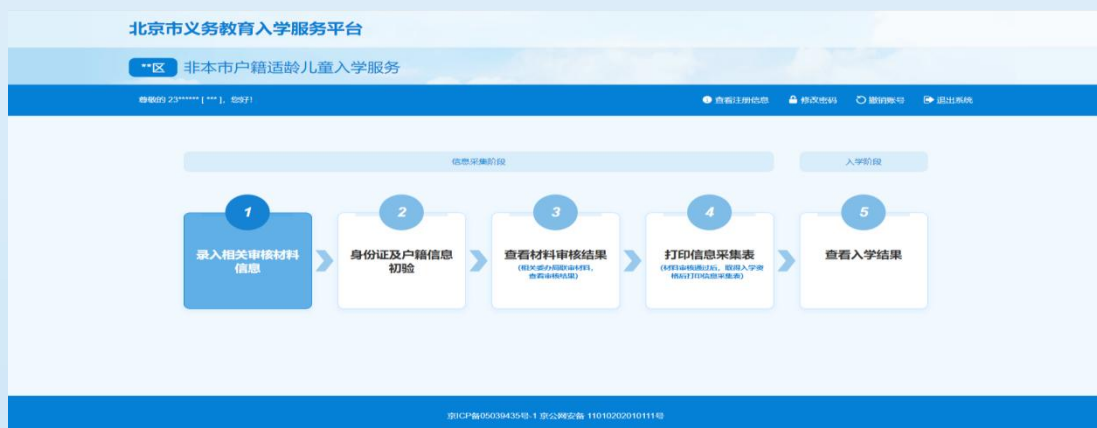 北京市义务教育入学服务平台
**区 非本市户籍适龄儿童入学服务
尊敬的 23****** [ *** ]，您好！ 查看注册信息 修改密码 撤销账号 退出系统
信息采集阶段 入学阶段
1 2 3 4 5
录入相关审核材料信息
身份证及户籍信息初验
查看材料审核结果
(相关委办局联审材料，
查看审核结果)
打印信息采集表
(材料审核通过后，取得入学资
格后打印信息采集表)
查看入学结果
京ICP备05039435号-1 京公网安备 11010202010111号